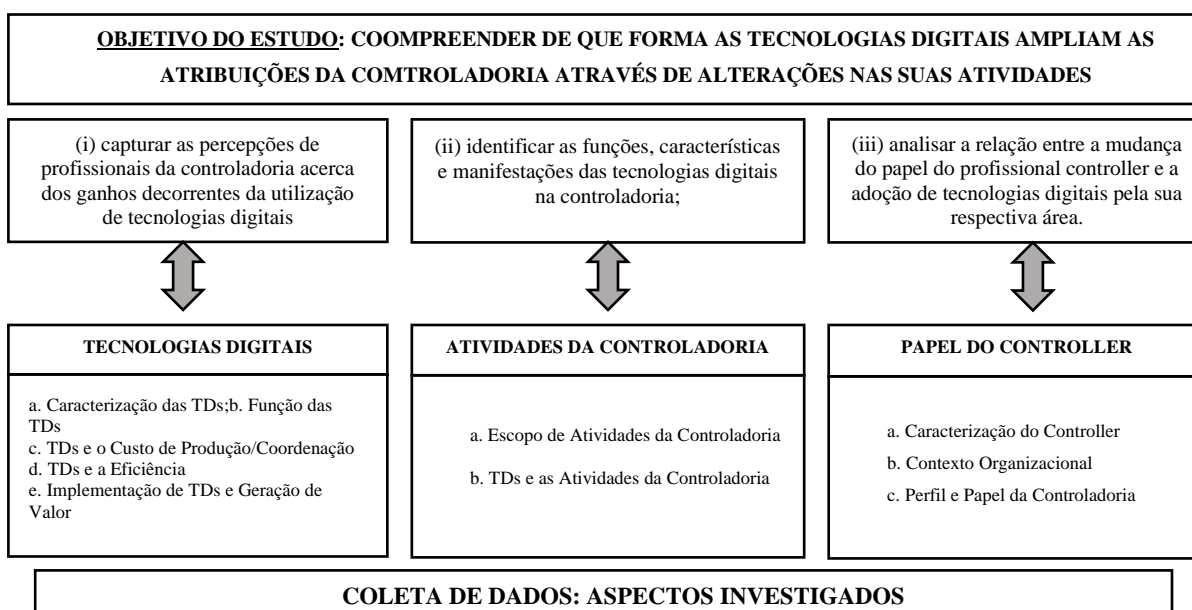 OBJETIVO DO ESTUDO: COOMPREENDER DE QUE FORMA AS TECNOLOGIAS DIGITAIS AMPLIAM AS
ATRIBUIÇÕES DA COMTROLADORIA ATRAVÉS DE ALTERAÇÕES NAS SUAS ATIVIDADES
(i) capturar as percepções de
profissionais da controladoria acerca
dos ganhos decorrentes da utilização
de tecnologias digitais
(ii) identificar as funções, características
e manifestações das tecnologias digitais
na controladoria;
(iii) analisar a relação entre a mudança
do papel do profissional controller e a
adoção de tecnologias digitais pela sua
respectiva área.
TECNOLOGIAS DIGITAIS
a. Caracterização das TDs;b. Função das
TDs
c. TDs e o Custo de Produção/Coordenação
d. TDs e a Eficiência
e. Implementação de TDs e Geração de
Valor
ATIVIDADES DA CONTROLADORIA
a. Escopo de Atividades da Controladoria
b. TDs e as Atividades da Controladoria
PAPEL DO CONTROLLER
a. Caracterização do Controller
b. Contexto Organizacional
c. Perfil e Papel da Controladoria
COLETA DE DADOS: ASPECTOS INVESTIGADOS